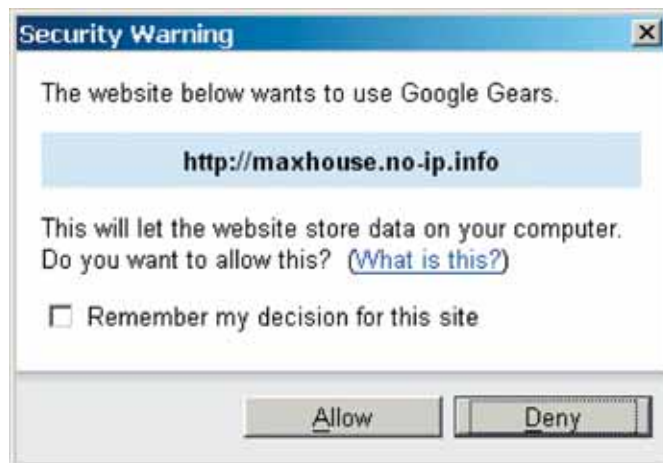 Security Warning
The website below wants to use Google Gears.
http://maxhouse.no-ip.info
This will let the website store data on your computer.
Do you want to allow this? (What is this?)
Remember my decision for this site
Allow Deny